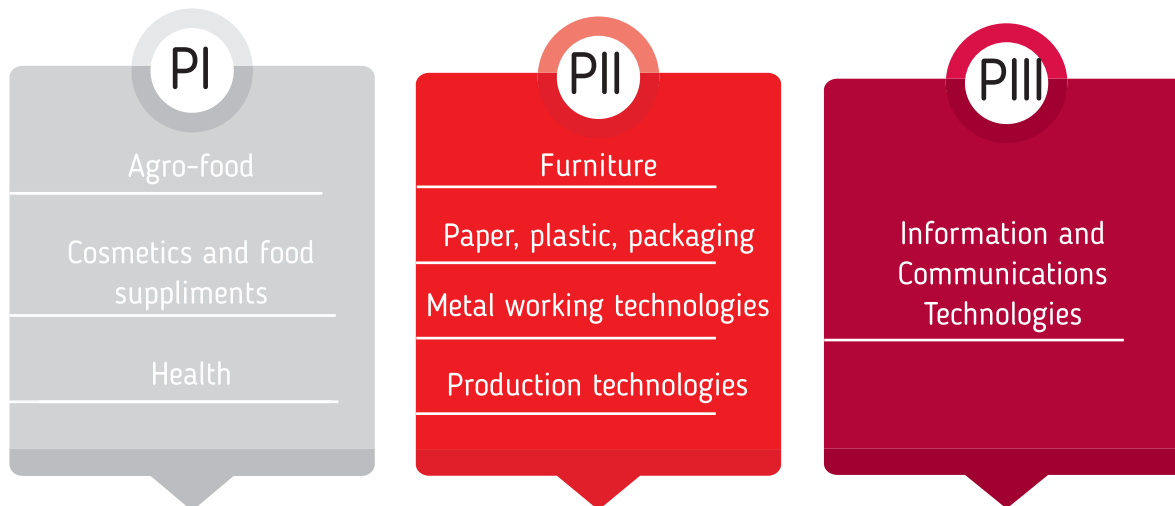 PI
Agro-food
Cosmetics and food
suppliments
Health
PII
Furniture
Paper, plastic, packaging
Metal working technologies
Production technologies
PIII
Information and
Communications
Technologies